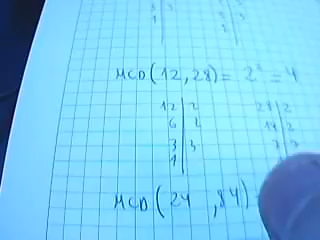 MCD(12,28) = 2² = 4
12 | 2 28 | 2
6 | 2 14 | 2
3 | 3 7
1
MCD(24, 84)